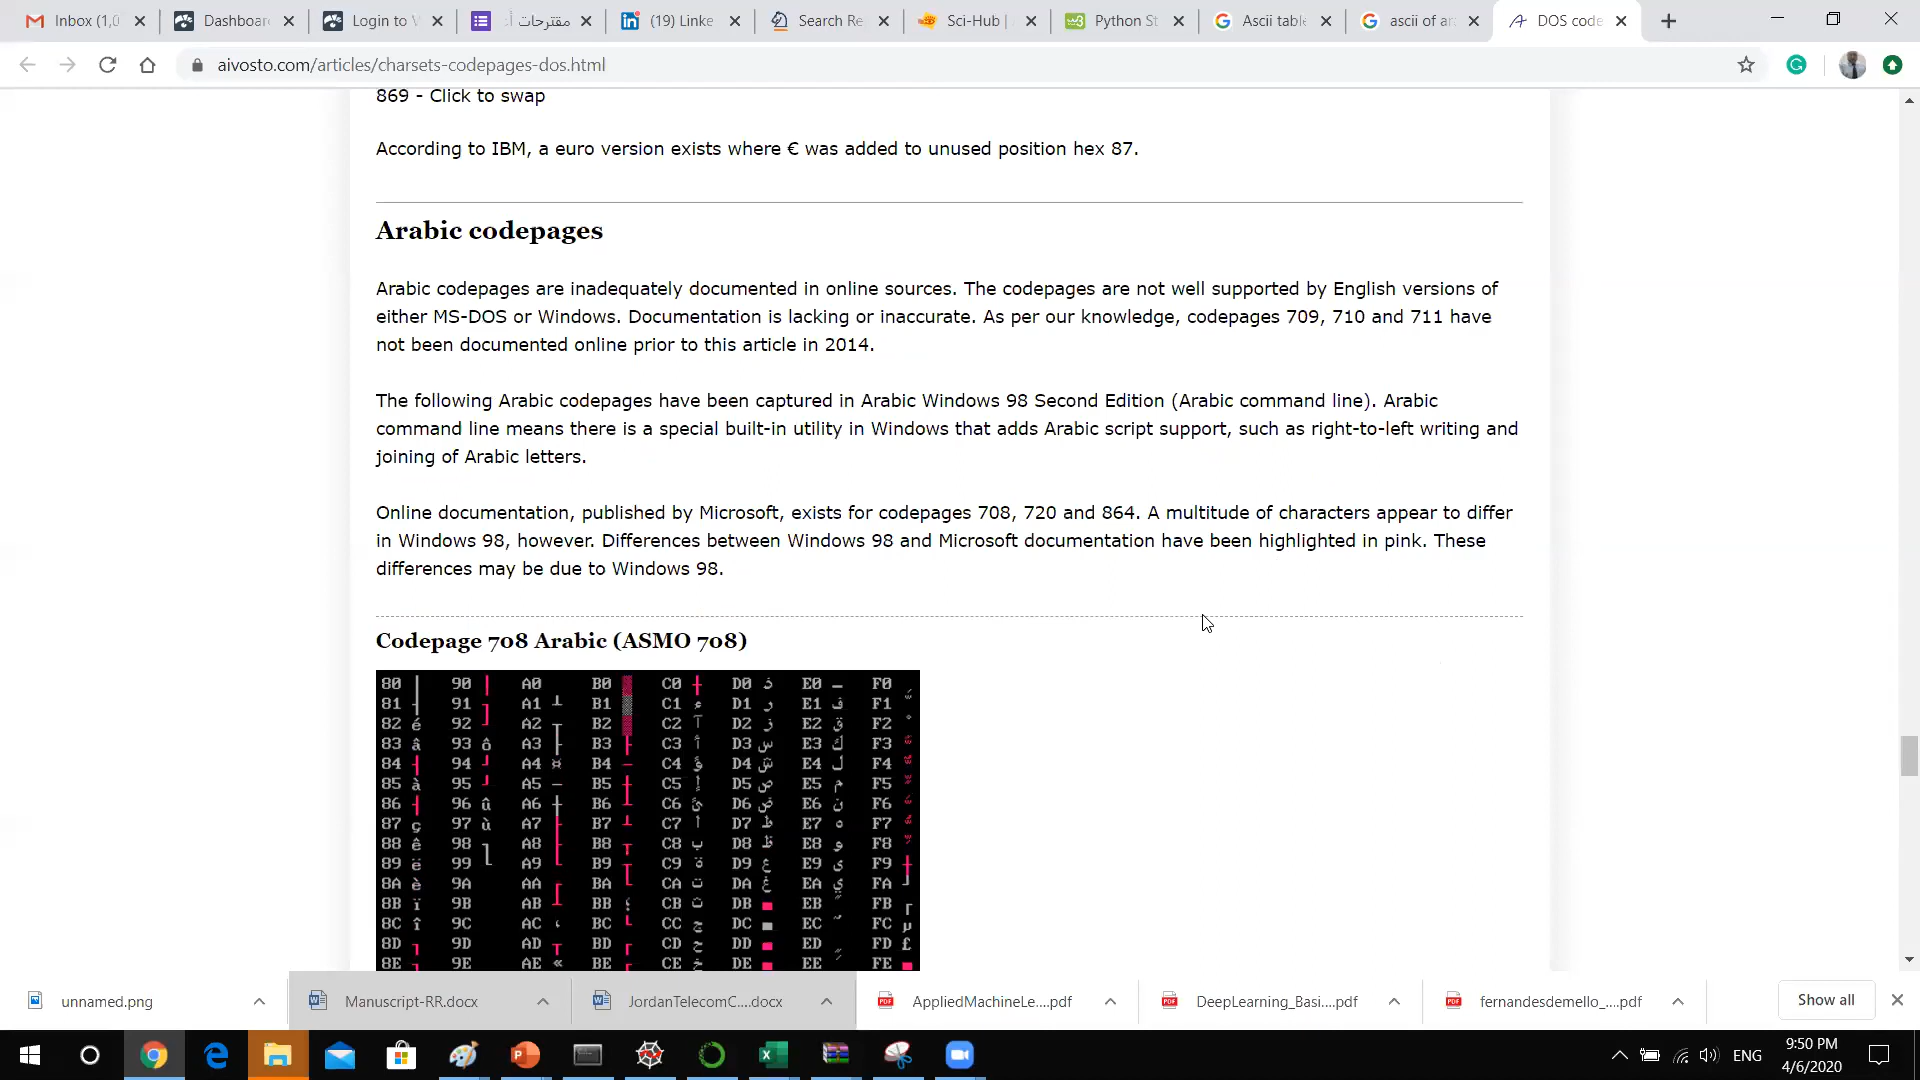 Inbox (1,0
Dashboar
Login to V
مقترحات أ
(19) Linke
Search Re
Sci-Hub |
Python St
Ascii table
ascii of ar
DOS code
aivosto.com/articles/charsets-codepages-dos.html
869 - Click to swap
According to IBM, a euro version exists where € was added to unused position hex 87.
Arabic codepages
Arabic codepages are inadequately documented in online sources. The codepages are not well supported by English versions of
either MS-DOS or Windows. Documentation is lacking or inaccurate. As per our knowledge, codepages 709, 710 and 711 have
not been documented online prior to this article in 2014.
The following Arabic codepages have been captured in Arabic Windows 98 Second Edition (Arabic command line). Arabic
command line means there is a special built-in utility in Windows that adds Arabic script support, such as right-to-left writing and
joining of Arabic letters.
Online documentation, published by Microsoft, exists for codepages 708, 720 and 864. A multitude of characters appear to differ
in Windows 98, however. Differences between Windows 98 and Microsoft documentation have been highlighted in pink. These
differences may be due to Windows 98.
Codepage 708 Arabic (ASMO 708)
80 90 A0 B0 C0 D0 ذ E0 F0
81 91 A1 B1 C1 ء D1 ر E1 ف F1
82 é 92 A2 B2 C2 آ D2 ز E2 ق F2
83 â 93 ô A3 B3 C3 أ D3 س E3 ك F3
84 94 A4 ¤ B4 C4 ؤ D4 ش E4 ل F4
85 à 95 A5 B5 C5 إ D5 ص E5 م F5
86 96 û A6 B6 C6 ئ D6 ض E6 ن F6
87 ç 97 ù A7 B7 C7 ا D7 ط E7 ه F7
88 ê 98 A8 B8 C8 ب D8 ظ E8 و F8
89 ë 99 A9 B9 C9 ة D9 ع E9 ى F9
8A è 9A AA BA CA ت DA غ EA ي FA
8B ï 9B AB BB ؛ CB ث DB EB FB
8C î 9C AC ، BC CC ج DC EC FC µ
8D 9D AD BD CD ح DD ED FD £
8E 9E AE « BE CE خ DE EE FE
unnamed.png
Manuscript-RR.docx
JordanTelecomC....docx
AppliedMachineLe....pdf
DeepLearning_Basi....pdf
fernandesdemello_....pdf
Show all
ENG
9:50 PM
4/6/2020